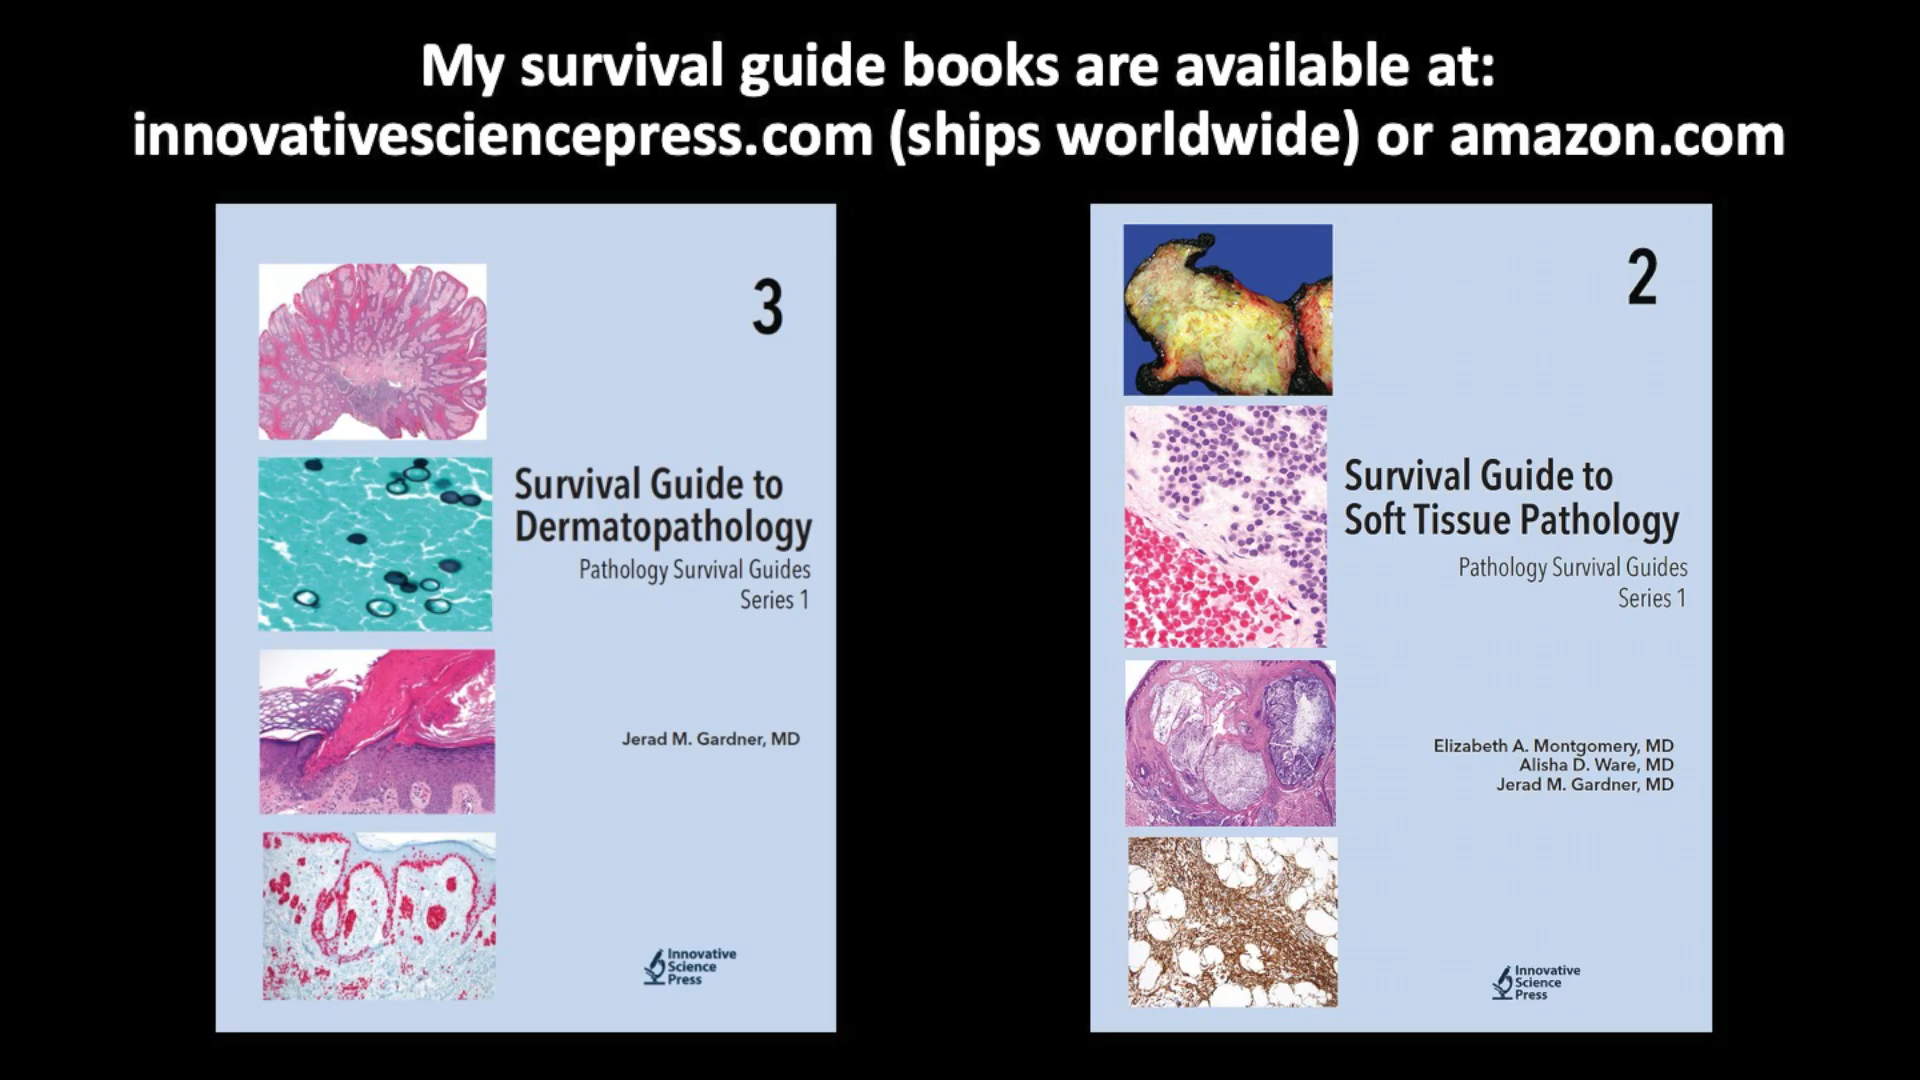 My survival guide books are available at:
innovativesciencepress.com (ships worldwide) or amazon.com
3
Survival Guide to
Dermatopathology
Pathology Survival Guides
Series 1
Jerad M. Gardner, MD
Innovative
Science
Press
2
Survival Guide to
Soft Tissue Pathology
Pathology Survival Guides
Series 1
Elizabeth A. Montgomery, MD
Alisha D. Ware, MD
Jerad M. Gardner, MD
Innovative
Science
Press